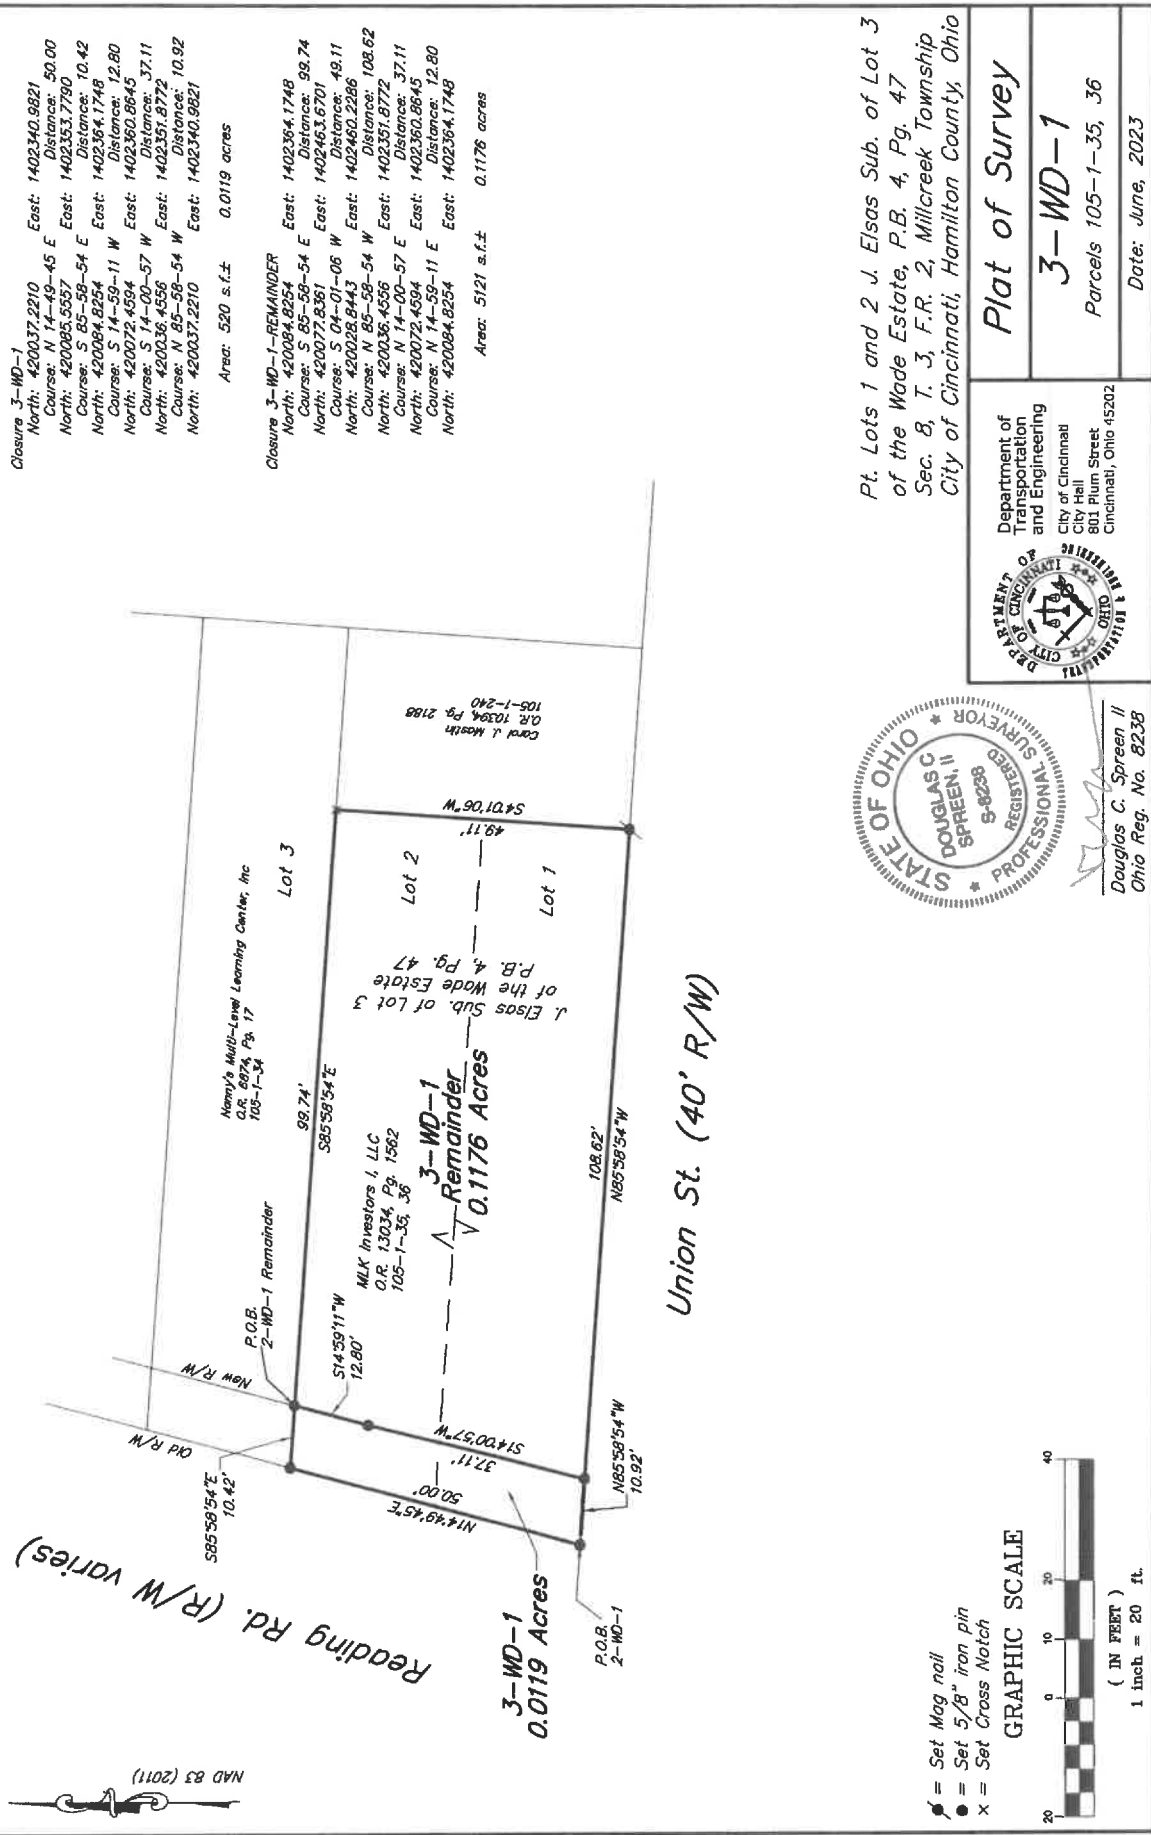 Closure 3-WD-1
North: 420037.2210 East: 1402340.9821
Course: N 14-49-45 E Distance: 50.00
North: 420085.5557 East: 1402353.7790
Course: S 85-58-54 E Distance: 10.42
North: 420084.8254 East: 1402364.1748
Course: S 14-59-11 W Distance: 12.80
North: 420072.4594 East: 1402360.8645
Course: S 14-00-57 W Distance: 37.11
North: 420036.4556 East: 1402351.8772
Course: N 85-58-54 W Distance: 10.92
North: 420037.2210 East: 1402340.9821
Area: 520 s.f.± 0.0119 acres
Closure 3-WD-1-REMAINDER
North: 420084.8254 East: 1402364.1748
Course: S 85-58-54 E Distance: 99.74
North: 420077.8361 East: 1402463.6701
Course: S 04-01-06 W Distance: 49.11
North: 420028.8443 East: 1402460.2286
Course: N 85-58-54 W Distance: 108.62
North: 420036.4556 East: 1402351.8772
Course: N 14-00-57 E Distance: 37.11
North: 420072.4594 East: 1402360.8645
Course: N 14-59-11 E Distance: 12.80
North: 420084.8254 East: 1402364.1748
Area: 5121 s.f.± 0.1176 acres
NAD 83 (2011)
Reading Rd. (R/W varies)
Old R/W
New R/W
S85°58'54"E
10.42'
P.O.B.
2-WD-1 Remainder
Nanny's Multi-Level Learning Center, Inc
O.R. 6874, Pg. 17
105-1-34
Lot 3
99.74'
S85°58'54"E
S14°59'11"W
12.80'
MLK Investors I, LLC
O.R. 13034, Pg. 1562
105-1-35, 36
3-WD-1
Remainder
0.1176 Acres
J. Elsas Sub. of Lot 3
of the Wade Estate
P.B. 4, Pg. 47
Lot 2
Lot 1
S4°01'06"W
49.11'
Carol J. Mastin
O.R. 10394, Pg. 2188
105-1-240
N14°49'45"E
50.00'
37.11'
S14°00'57"W
3-WD-1
0.0119 Acres
P.O.B.
2-WD-1
N85°58'54"W
10.92'
108.62'
N85°58'54"W
Union St. (40' R/W)
= Set Mag nail
= Set 5/8" iron pin
x = Set Cross Notch
GRAPHIC SCALE
20 0 10 20 40
( IN FEET )
1 inch = 20 ft.
STATE OF OHIO
DOUGLAS C
SPREEN, II
S-8238
REGISTERED
PROFESSIONAL SURVEYOR
Douglas C. Spreen II
Ohio Reg. No. 8238
Pt. Lots 1 and 2 J. Elsas Sub. of Lot 3
of the Wade Estate, P.B. 4, Pg. 47
Sec. 8, T. 3, F.R. 2, Millcreek Township
City of Cincinnati, Hamilton County, Ohio
DEPARTMENT OF
TRANSPORTATION & ENGINEERING
CITY OF CINCINNATI
OHIO
Department of
Transportation
and Engineering
City of Cincinnati
City Hall
801 Plum Street
Cincinnati, Ohio 45202
Plat of Survey
3-WD-1
Parcels 105-1-35, 36
Date: June, 2023